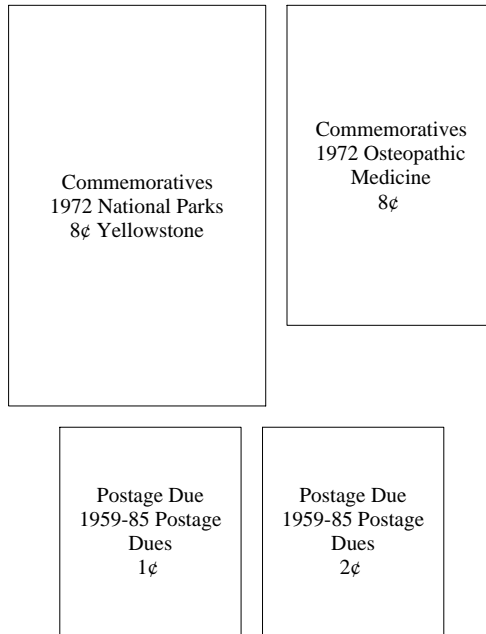 Commemoratives
1972 National Parks
8¢ Yellowstone
Commemoratives
1972 Osteopathic
Medicine
8¢
Postage Due
1959-85 Postage
Dues
1¢
Postage Due
1959-85 Postage
Dues
2¢